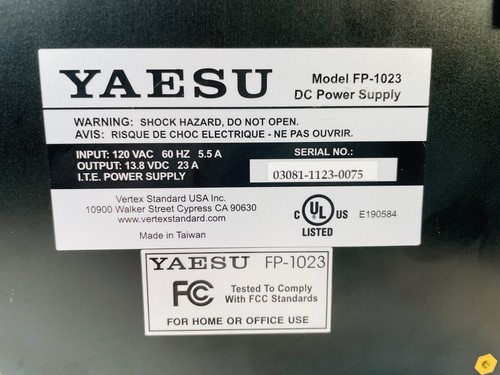 YAESU
Model FP-1023
DC Power Supply
WARNING: SHOCK HAZARD, DO NOT OPEN.
AVIS: RISQUE DE CHOC ELECTRIQUE - NE PAS OUVRIR.
INPUT: 120 VAC 60 HZ 5.5 A
OUTPUT: 13.8 VDC 23 A
I.T.E. POWER SUPPLY
SERIAL NO.:
03081-1123-0075
Vertex Standard USA Inc.
10900 Walker Street Cypress CA 90630
www.vertexstandard.com
Made in Taiwan
C UL US
LISTED
E190584
YAESU FP-1023
FC
Tested To Comply
With FCC Standards
FOR HOME OR OFFICE USE